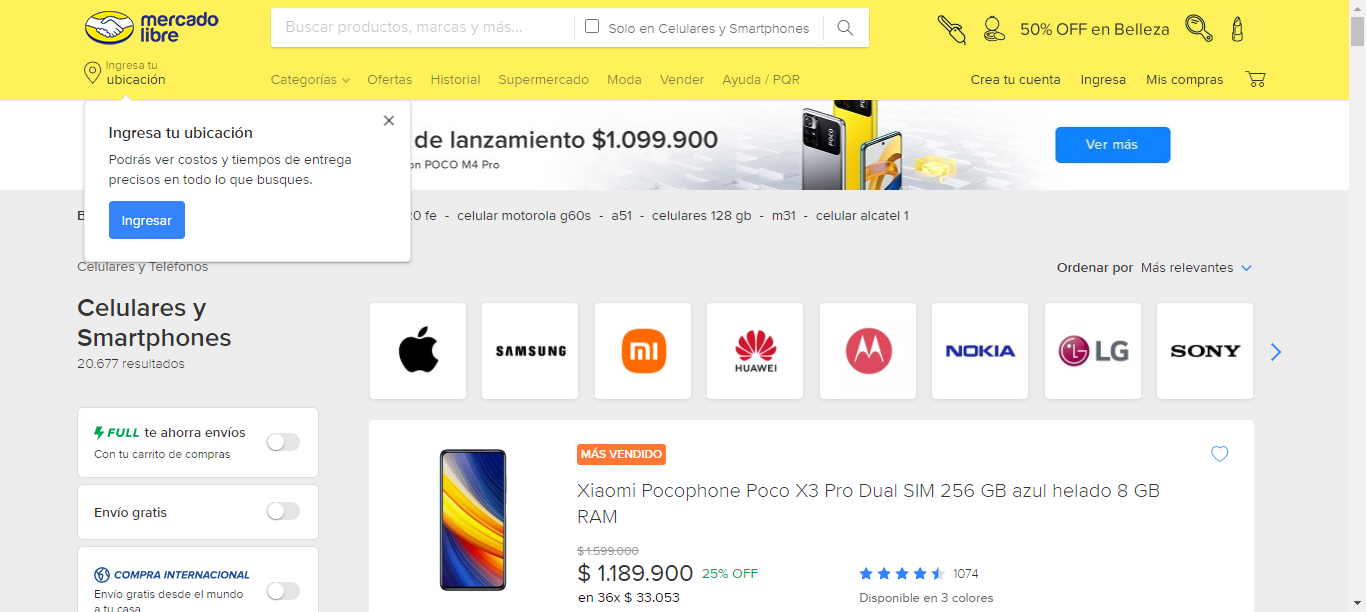 mercado
libre
Buscar productos, marcas y más...
Solo en Celulares y Smartphones
50% OFF en Belleza
Ingresa tu
ubicación
Categorías
Ofertas
Historial
Supermercado
Moda
Vender
Ayuda / PQR
Crea tu cuenta
Ingresa
Mis compras
Ingresa tu ubicación
Podrás ver costos y tiempos de entrega
precisos en todo lo que busques.
Ingresar
de lanzamiento $1.099.900
POCO M4 Pro
POCO
Ver más
fe - celular motorola g60s - a51 - celulares 128 gb - m31 - celular alcatel 1
Celulares y Teléfonos
Ordenar por Más relevantes
Celulares y
Smartphones
20.677 resultados
SAMSUNG
mi
HUAWEI
NOKIA
LG
SONY
FULL te ahorra envíos
Con tu carrito de compras
Envío gratis
COMPRA INTERNACIONAL
Envío gratis desde el mundo
a tu casa
MÁS VENDIDO
Xiaomi Pocophone Poco X3 Pro Dual SIM 256 GB azul helado 8 GB
RAM
$ 1.599.000
$ 1.189.900 25% OFF
en 36x $ 33.053
1074
Disponible en 3 colores